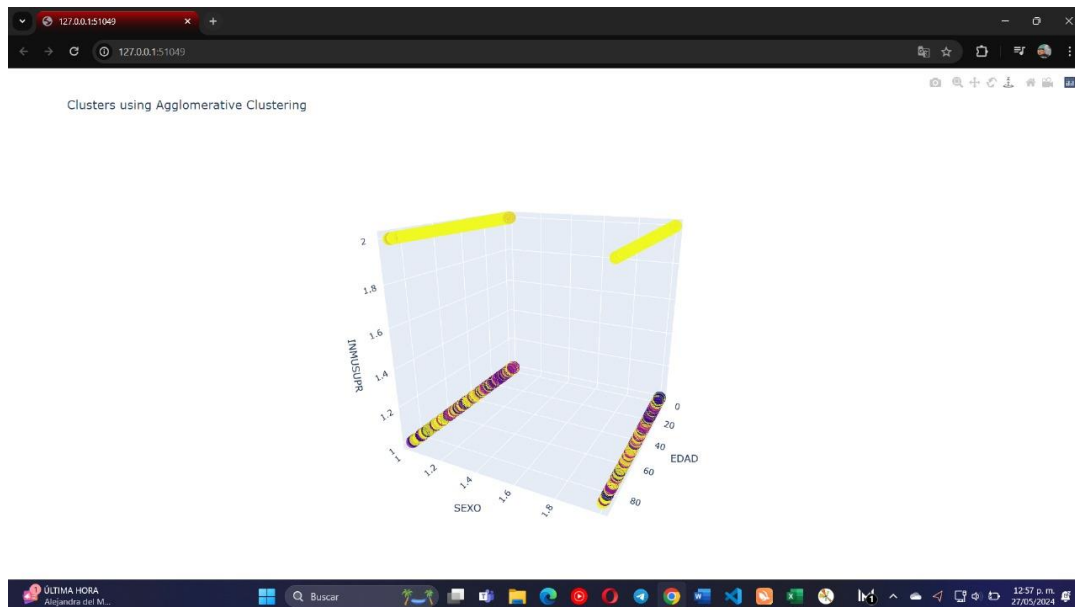 127.0.0.1:51049
127.0.0.1:51049
Clusters using Agglomerative Clustering
2
1.8
1.6
1.4
1.2
1
INMUSUPR
1
1.2
1.4
1.6
1.8
SEXO
0
20
40
60
80
EDAD
ÚLTIMA HORA
Alejandra del M...
Buscar
12:57 p. m.
27/05/2024